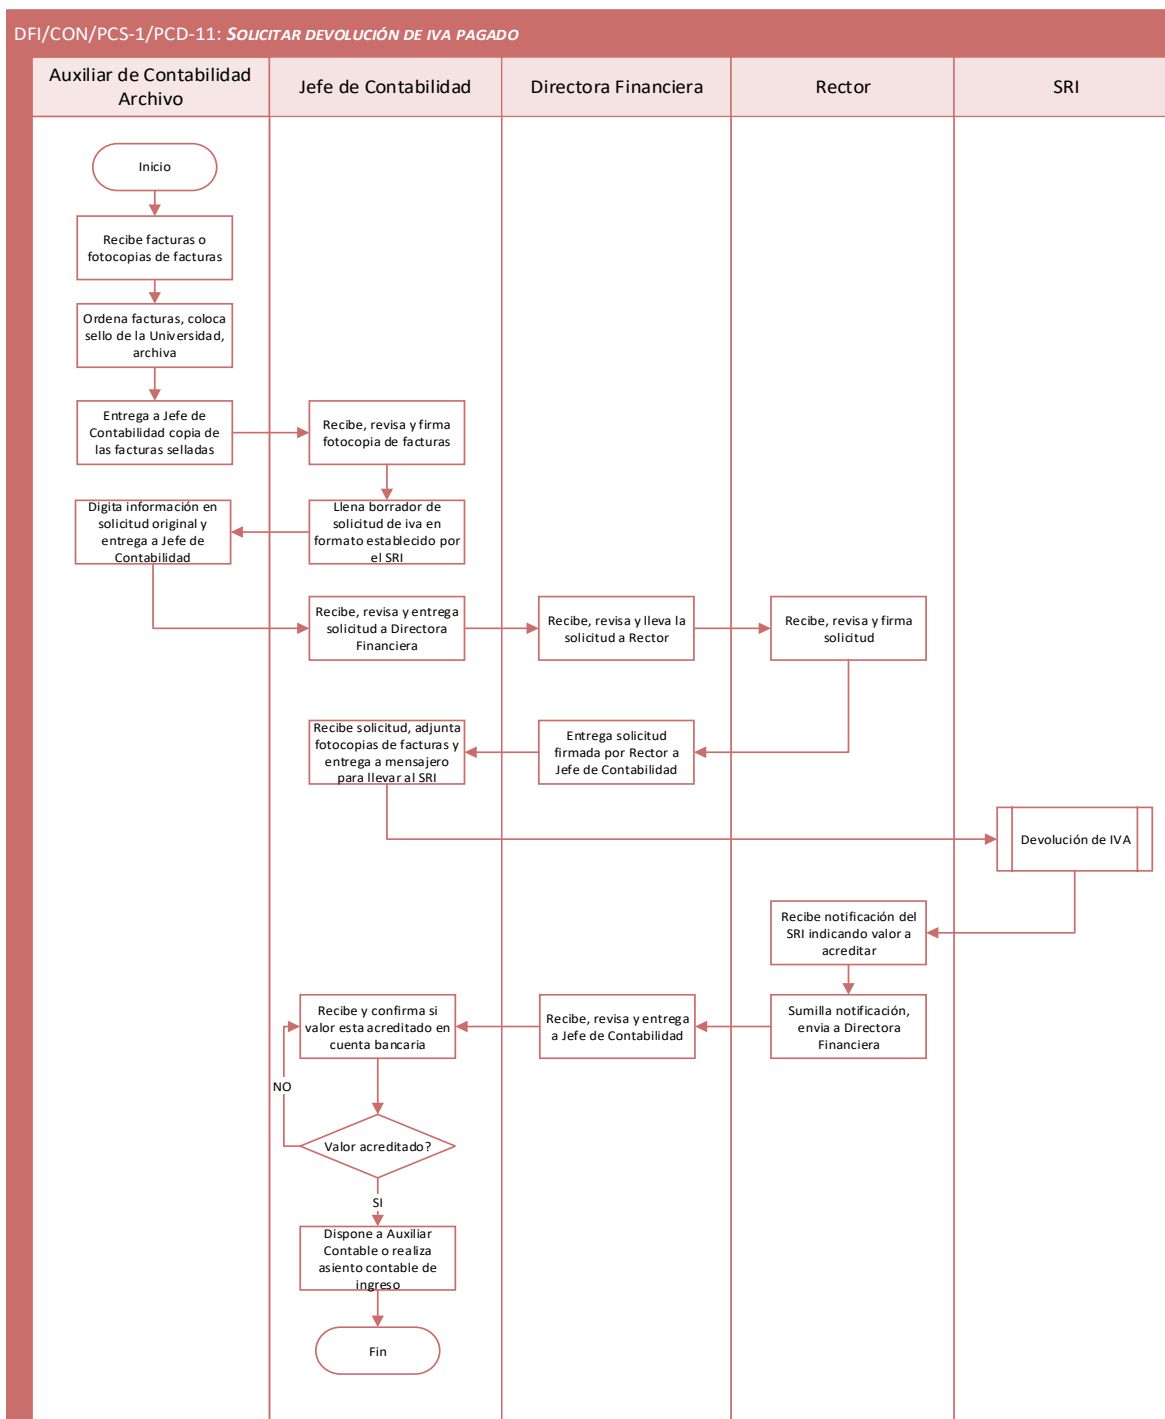 DFI/CON/PCS-1/PCD-11: SOLICITAR DEVOLUCIÓN DE IVA PAGADO
Auxiliar de Contabilidad
Archivo
Jefe de Contabilidad
Directora Financiera
Rector
SRI
Inicio
Recibe facturas o
fotocopias de facturas
Ordena facturas, coloca
sello de la Universidad,
archiva
Entrega a Jefe de
Contabilidad copia de
las facturas selladas
Recibe, revisa y firma
fotocopia de facturas
Llena borrador de
solicitud de iva en
formato establecido por
el SRI
Digita información en
solicitud original y
entrega a Jefe de
Contabilidad
Recibe, revisa y entrega
solicitud a Directora
Financiera
Recibe, revisa y lleva la
solicitud a Rector
Recibe, revisa y firma
solicitud
Entrega solicitud
firmada por Rector a
Jefe de Contabilidad
Recibe solicitud, adjunta
fotocopias de facturas y
entrega a mensajero
para llevar al SRI
Devolución de IVA
Recibe notificación del
SRI indicando valor a
acreditar
Sumilla notificación,
envia a Directora
Financiera
Recibe, revisa y entrega
a Jefe de Contabilidad
Recibe y confirma si
valor esta acreditado en
cuenta bancaria
NO
Valor acreditado?
SI
Dispone a Auxiliar
Contable o realiza
asiento contable de
ingreso
Fin